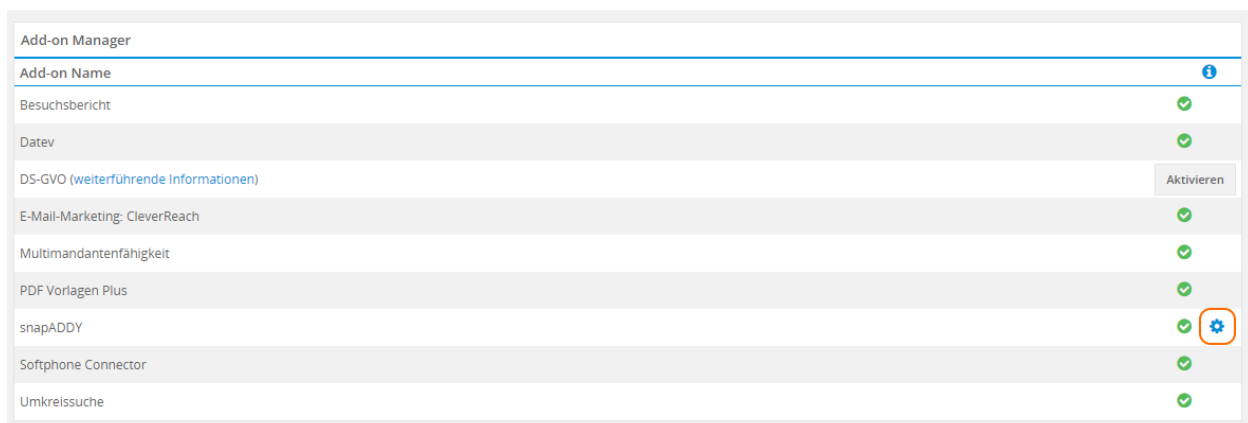 Add-on Manager
Add-on Name
Besuchsbericht
Datev
DS-GVO (weiterführende Informationen) Aktivieren
E-Mail-Marketing: CleverReach
Multimandantenfähigkeit
PDF Vorlagen Plus
snapADDY
Softphone Connector
Umkreissuche